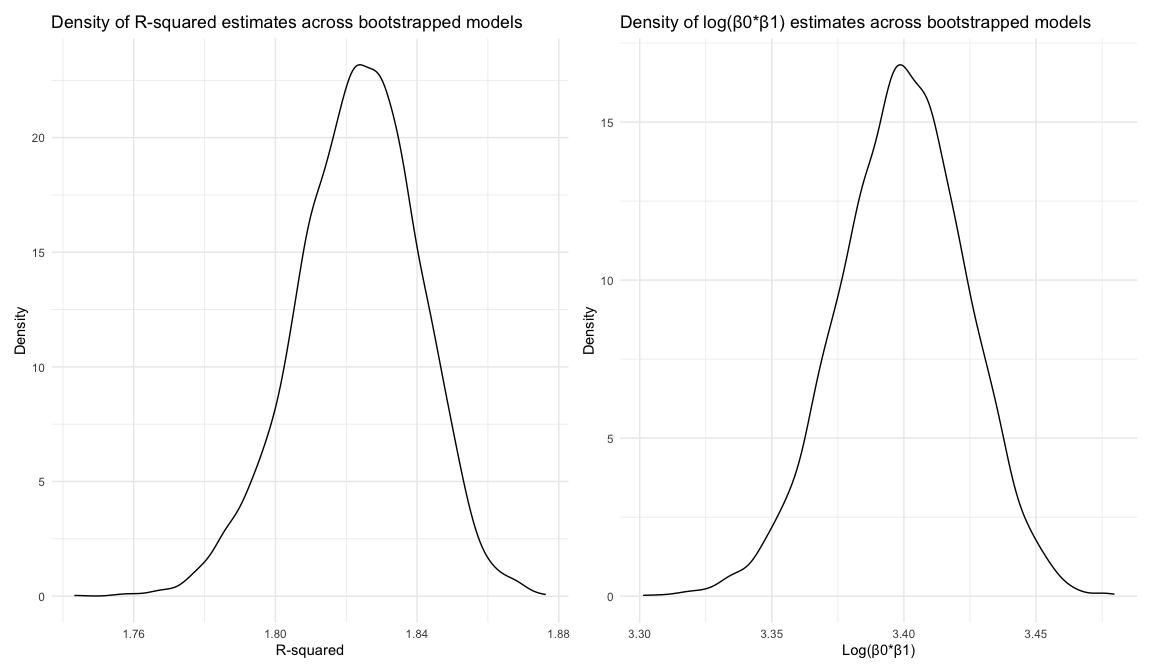 Density of R-squared estimates across bootstrapped models
Density
20
15
10
5
0
1.76
1.80
1.84
1.88
R-squared
Density of log(β0*β1) estimates across bootstrapped models
Density
15
10
5
0
3.30
3.35
3.40
3.45
Log(β0*β1)